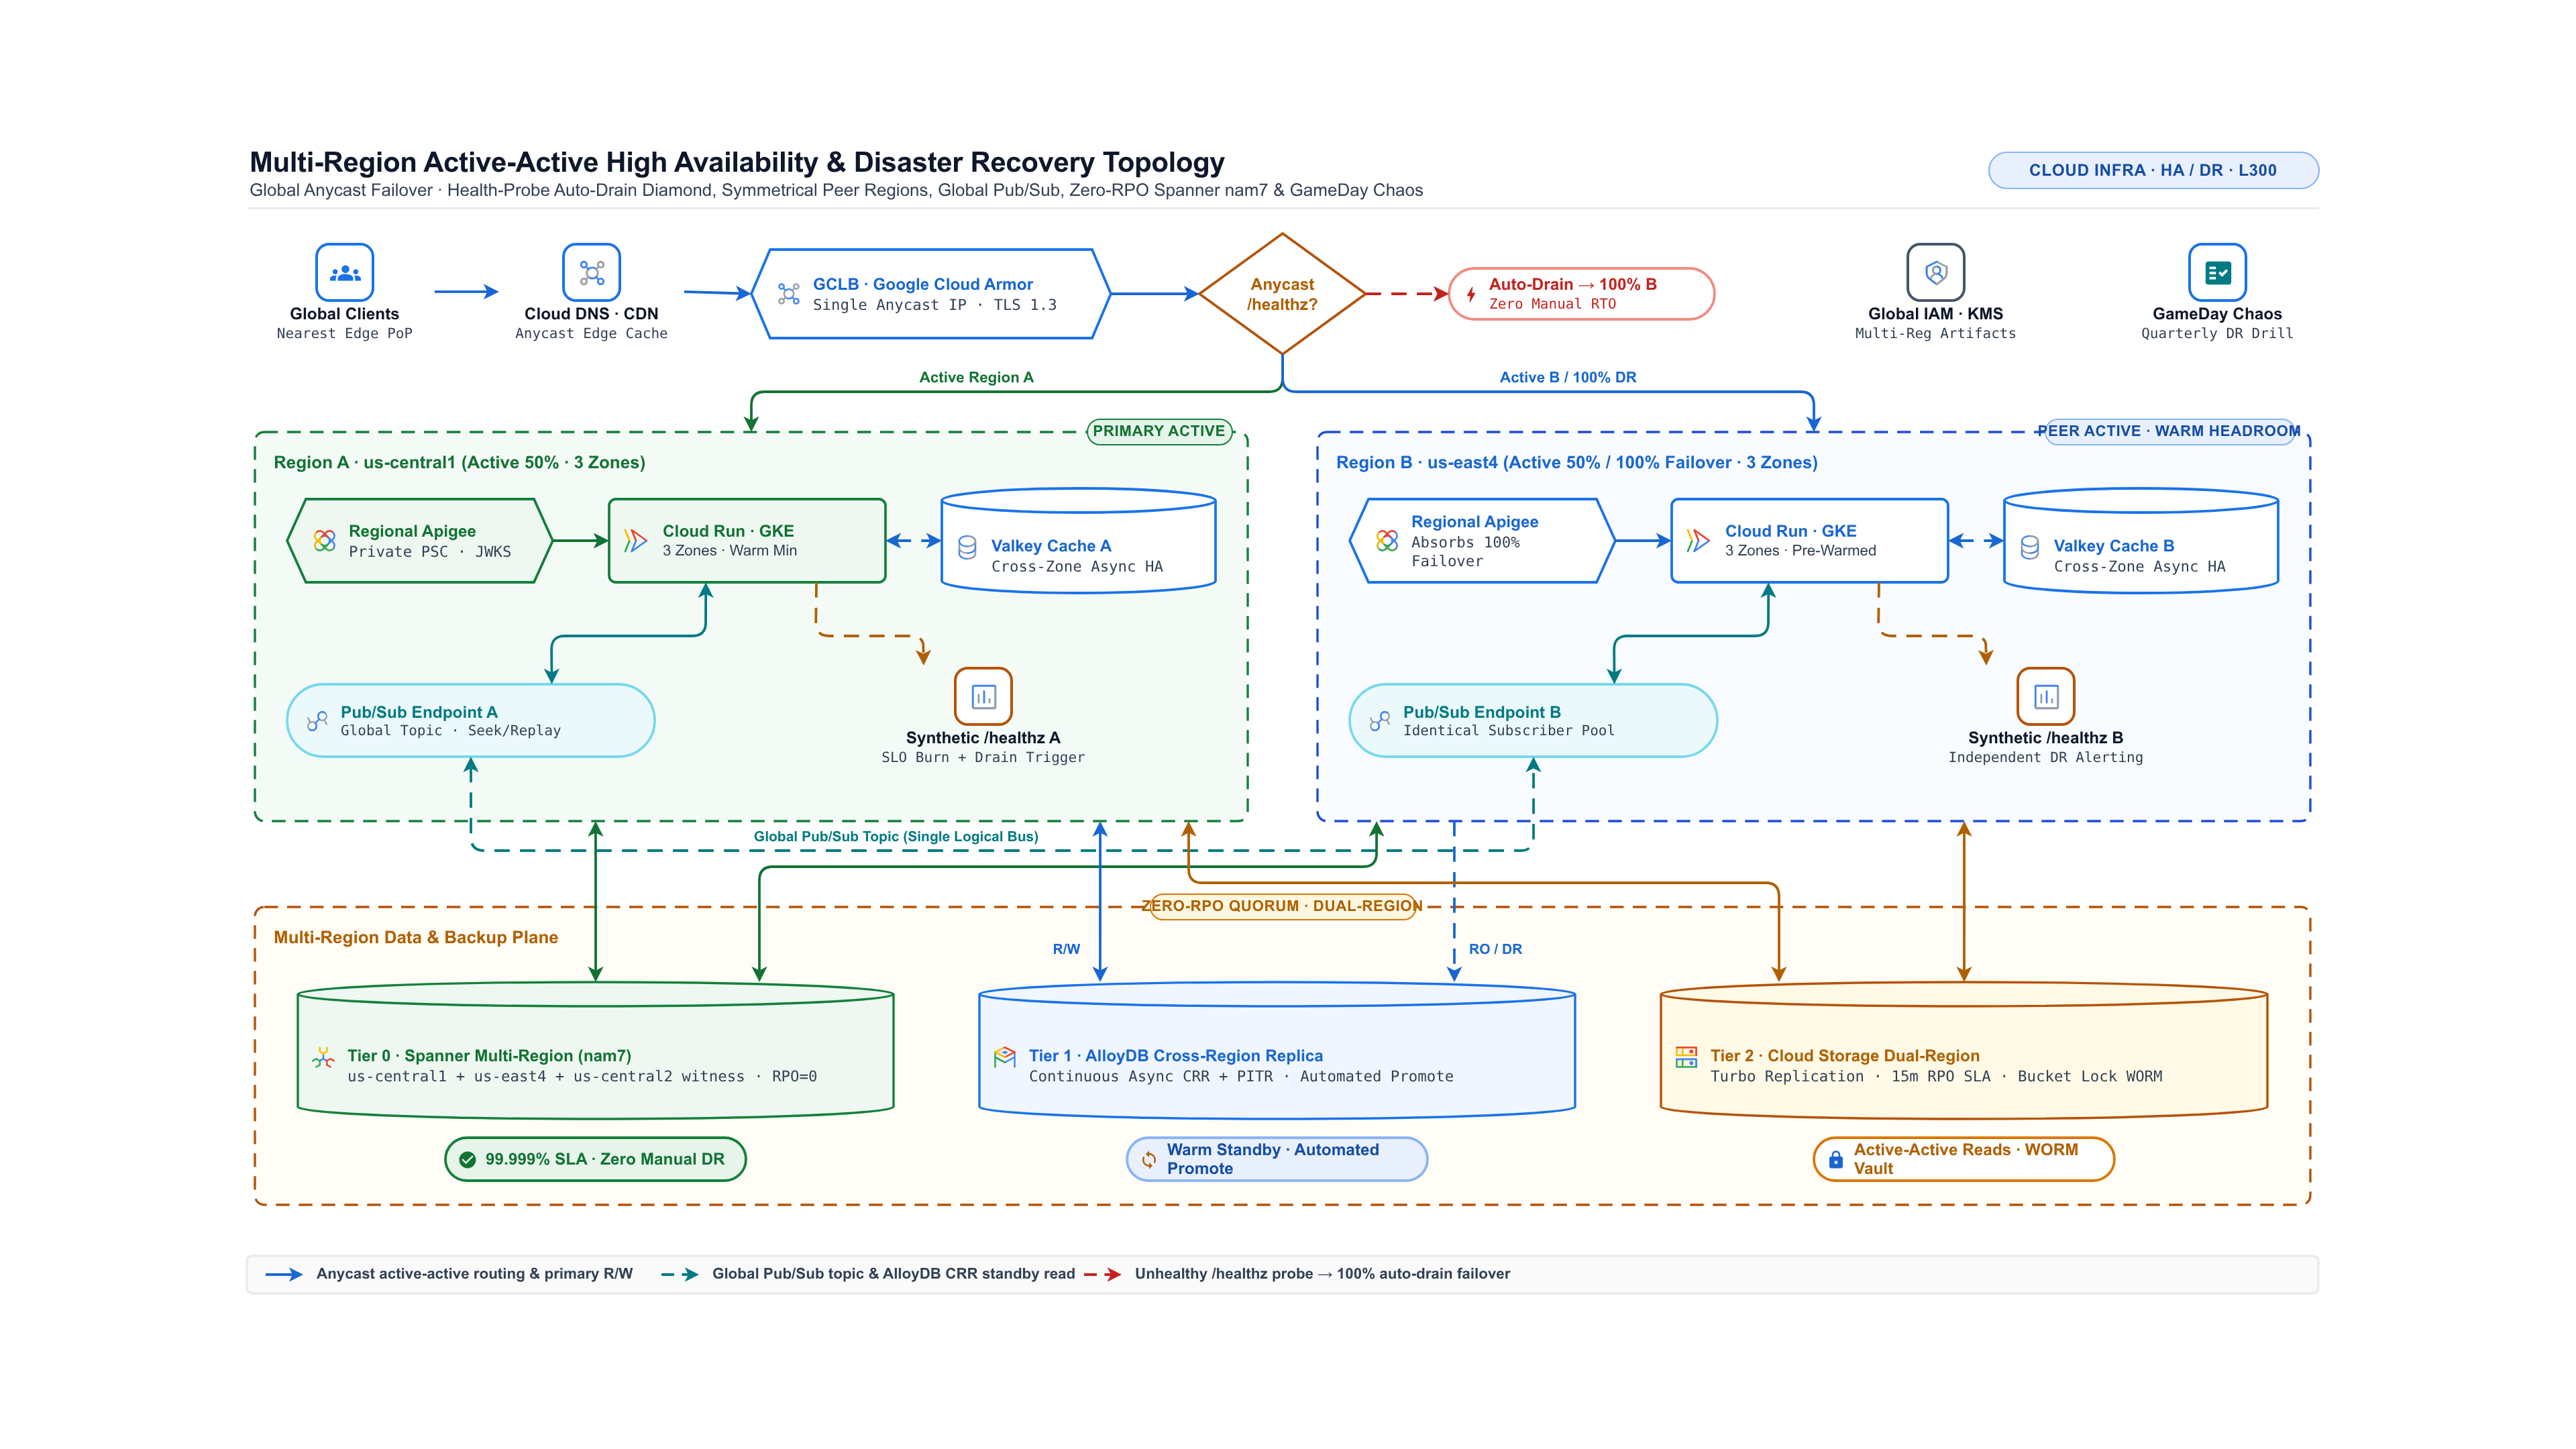 Multi-Region Active-Active High Availability & Disaster Recovery Topology
Global Anycast Failover · Health-Probe Auto-Drain Diamond, Symmetrical Peer Regions, Global Pub/Sub, Zero-RPO Spanner nam7 & GameDay Chaos
CLOUD INFRA · HA / DR · L300
Global Clients
Nearest Edge PoP
Cloud DNS · CDN
Anycast Edge Cache
GCLB · Google Cloud Armor
Single Anycast IP · TLS 1.3
Anycast
/healthz?
Auto-Drain → 100% B
Zero Manual RTO
Global IAM · KMS
Multi-Reg Artifacts
GameDay Chaos
Quarterly DR Drill
Active Region A
Active B / 100% DR
PRIMARY ACTIVE
Region A · us-central1 (Active 50% · 3 Zones)
Regional Apigee
Private PSC · JWKS
Cloud Run · GKE
3 Zones · Warm Min
Valkey Cache A
Cross-Zone Async HA
Pub/Sub Endpoint A
Global Topic · Seek/Replay
Synthetic /healthz A
SLO Burn + Drain Trigger
PEER ACTIVE · WARM HEADROOM
Region B · us-east4 (Active 50% / 100% Failover · 3 Zones)
Regional Apigee
Absorbs 100%
Failover
Cloud Run · GKE
3 Zones · Pre-Warmed
Valkey Cache B
Cross-Zone Async HA
Pub/Sub Endpoint B
Identical Subscriber Pool
Synthetic /healthz B
Independent DR Alerting
Global Pub/Sub Topic (Single Logical Bus)
ZERO-RPO QUORUM · DUAL-REGION
Multi-Region Data & Backup Plane
R/W
RO / DR
Tier 0 · Spanner Multi-Region (nam7)
us-central1 + us-east4 + us-central2 witness · RPO=0
Tier 1 · AlloyDB Cross-Region Replica
Continuous Async CRR + PITR · Automated Promote
Tier 2 · Cloud Storage Dual-Region
Turbo Replication · 15m RPO SLA · Bucket Lock WORM
99.999% SLA · Zero Manual DR
Warm Standby · Automated
Promote
Active-Active Reads · WORM
Vault
Anycast active-active routing & primary R/W
Global Pub/Sub topic & AlloyDB CRR standby read
Unhealthy /healthz probe → 100% auto-drain failover